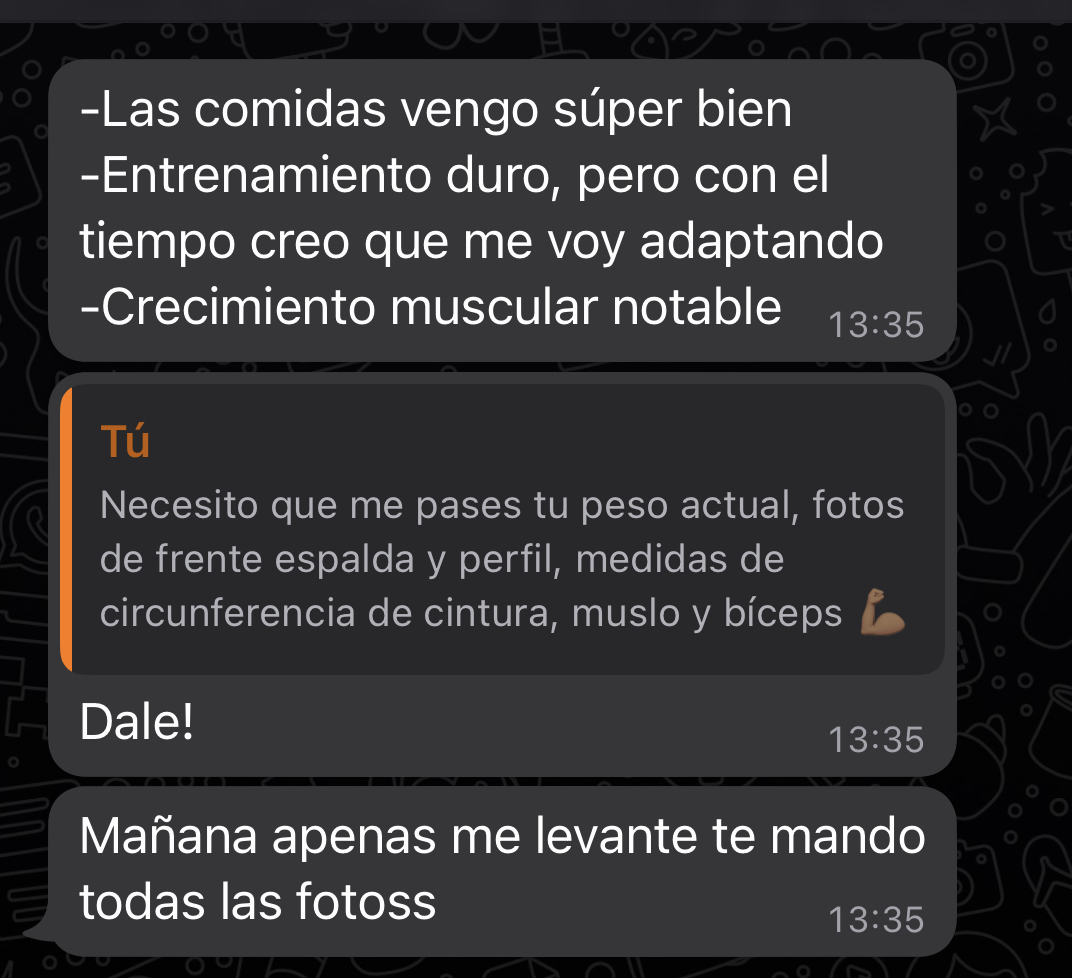 -Las comidas vengo súper bien
-Entrenamiento duro, pero con el
tiempo creo que me voy adaptando
-Crecimiento muscular notable
13:35
Tú
Necesito que me pases tu peso actual, fotos
de frente espalda y perfil, medidas de
circunferencia de cintura, muslo y bíceps 💪🏽
Dale!
13:35
Mañana apenas me levante te mando
todas las fotoss
13:35